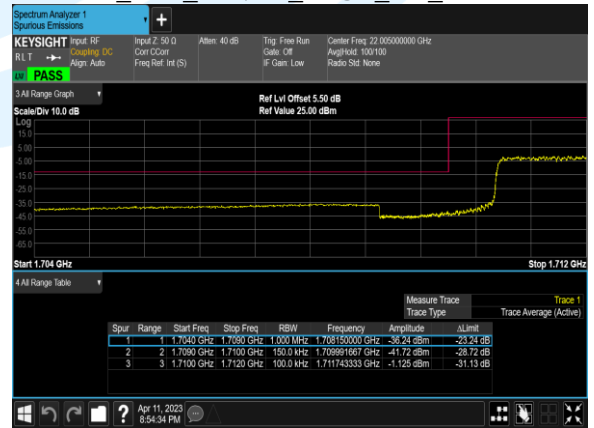 Spectrum Analyzer 1
Spurious Emissions
+
KEYSIGHT Input: RF Input Z: 50 Ω Atten: 40 dB Trig: Free Run Center Freq: 22.005000000 GHz
RLT Coupling: DC Corr CCorr Gate: Off Avg|Hold: 100/100
Align: Auto Freq Ref: Int (S) IF Gain: Low Radio Std: None
LV PASS
3 All Range Graph
Ref Lvl Offset 5.50 dB
Scale/Div 10.0 dB Ref Value 25.00 dBm
Log
15.0
5.00
-5.00
-15.0
-25.0
-35.0
-45.0
-55.0
-65.0
Start 1.704 GHz Stop 1.712 GHz
4 All Range Table
Measure Trace Trace 1
Trace Type Trace Average (Active)
Spur Range Start Freq Stop Freq RBW Frequency Amplitude ΔLimit
1 1 1.7040 GHz 1.7090 GHz 1.000 MHz 1.708150000 GHz -36.24 dBm -23.24 dB
2 2 1.7090 GHz 1.7100 GHz 150.0 kHz 1.709991667 GHz -41.72 dBm -28.72 dB
3 3 1.7100 GHz 1.7120 GHz 100.0 kHz 1.711743333 GHz -1.125 dBm -31.13 dB
? Apr 11, 2023
8:54:34 PM